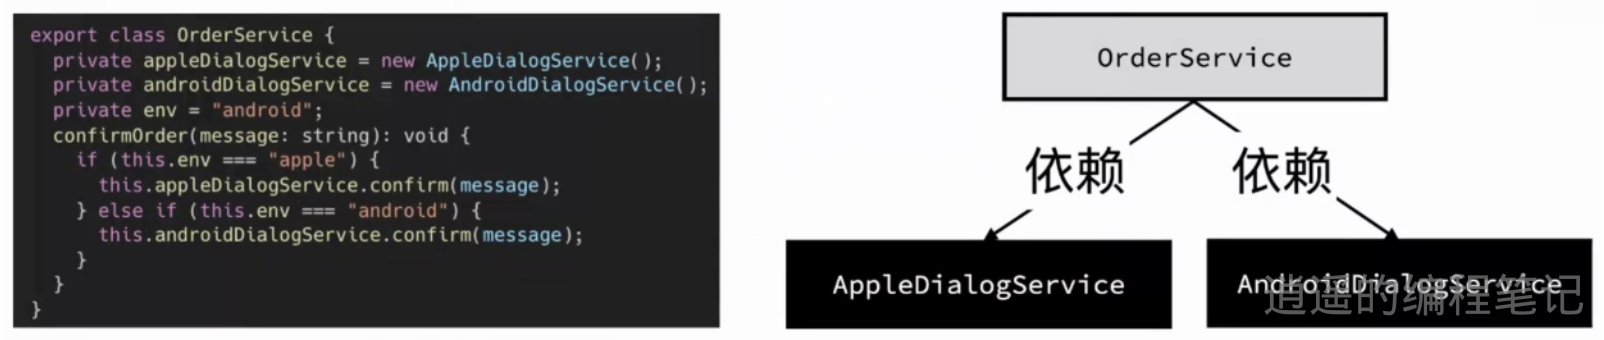 export class OrderService {
private appleDialogService = new AppleDialogService();
private androidDialogService = new AndroidDialogService();
private env = "android";
confirmOrder(message: string): void {
if (this.env === "apple") {
this.appleDialogService.confirm(message);
} else if (this.env === "android") {
this.androidDialogService.confirm(message);
}
}
}
OrderService
依赖
依赖
AppleDialogService
AndroidDialogService
逍遥的编程笔记